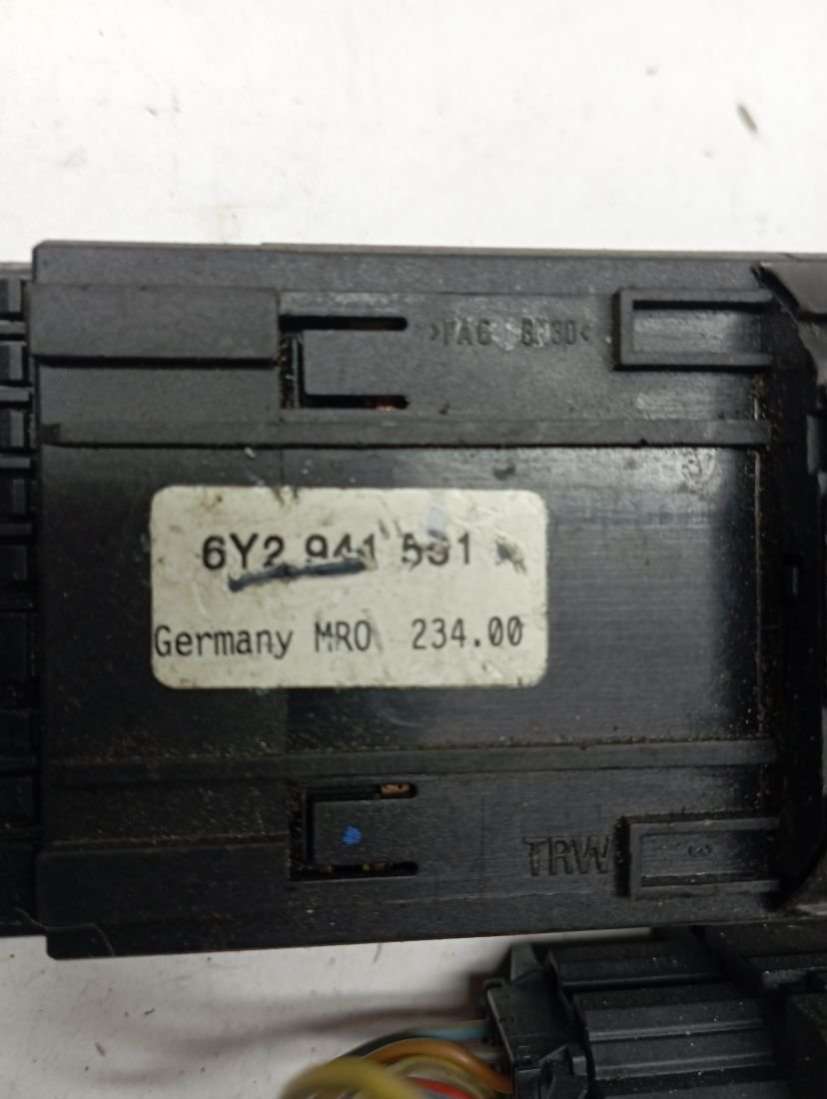 6Y2 941 531
Germany MRO 234.00
TRW